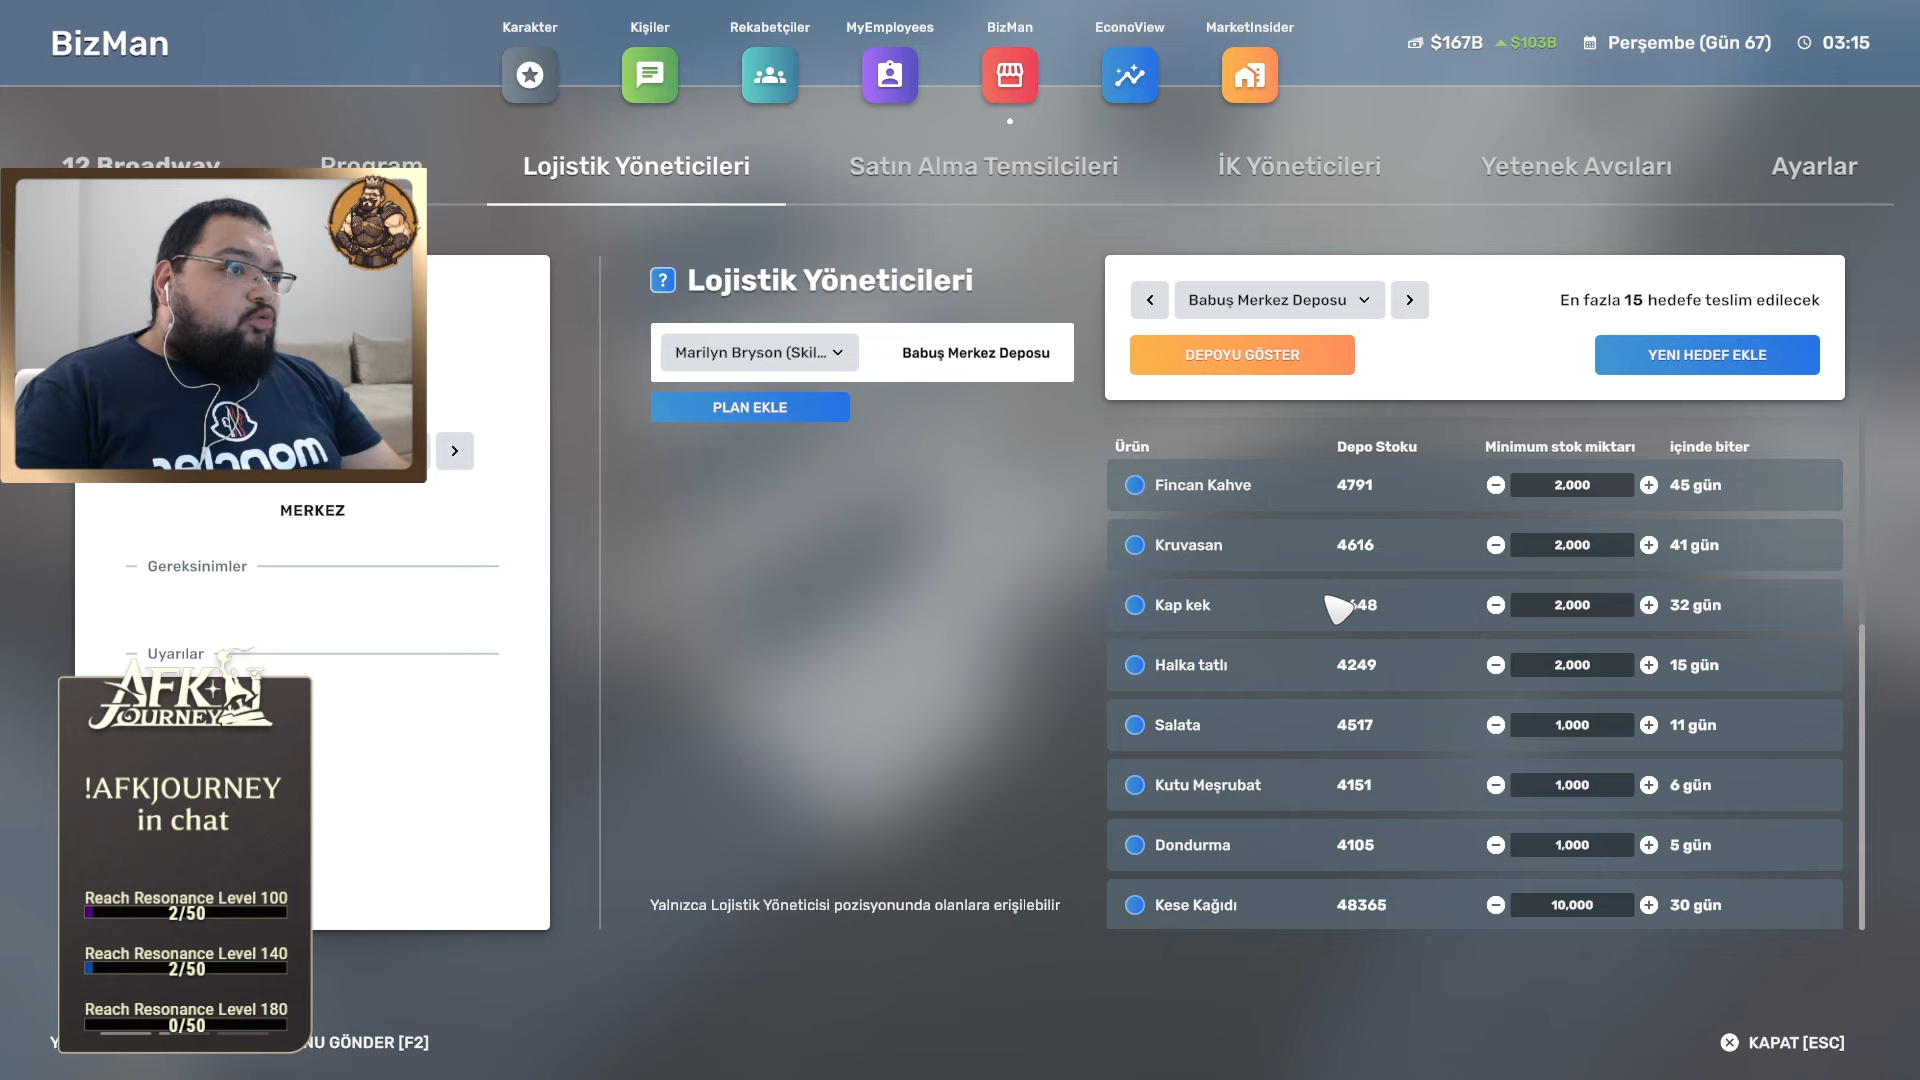 BizMan
Karakter
Kişiler
Rekabetçiler
MyEmployees
BizMan
EconoView
MarketInsider
$167B
$103B
Perşembe (Gün 67)
03:15
12 Broadway
Program
Lojistik Yöneticileri
Satın Alma Temsilcileri
İK Yöneticileri
Yetenek Avcıları
Ayarlar
MERKEZ
Gereksinimler
Uyarılar
? Lojistik Yöneticileri
Marilyn Bryson (Skil...
Babuş Merkez Deposu
PLAN EKLE
Yalnızca Lojistik Yöneticisi pozisyonunda olanlara erişilebilir
Babuş Merkez Deposu
En fazla 15 hedefe teslim edilecek
DEPOYU GÖSTER
YENI HEDEF EKLE
Ürün Depo Stoku Minimum stok miktarı içinde biter
Fincan Kahve 4791 2,000 45 gün
Kruvasan 4616 2,000 41 gün
Kap kek 2,000 32 gün
Halka tatlı 4249 2,000 15 gün
Salata 4517 1,000 11 gün
Kutu Meşrubat 4151 1,000 6 gün
Dondurma 4105 1,000 5 gün
Kese Kağıdı 48365 10,000 30 gün
AFK
JOURNEY
!AFKJOURNEY
in chat
Reach Resonance Level 100
2/50
Reach Resonance Level 140
2/50
Reach Resonance Level 180
0/50
GÖNDER [F2]
KAPAT [ESC]